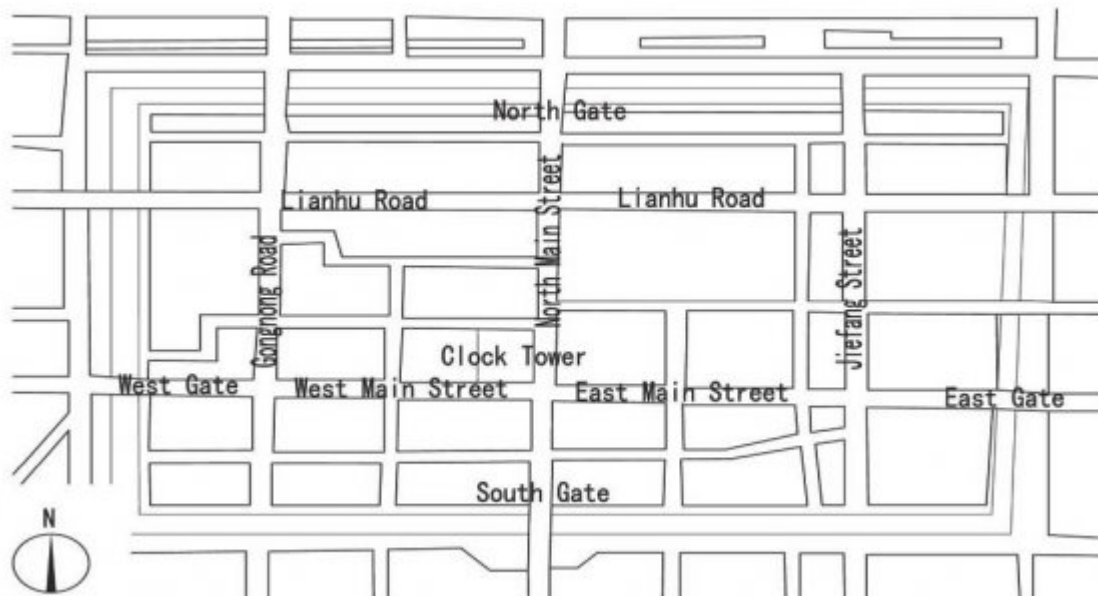 North Gate
Lianhu Road
Lianhu Road
North Main Street
Gongnong Road
Jiefang Street
Clock Tower
West Gate
West Main Street
East Main Street
East Gate
South Gate
N